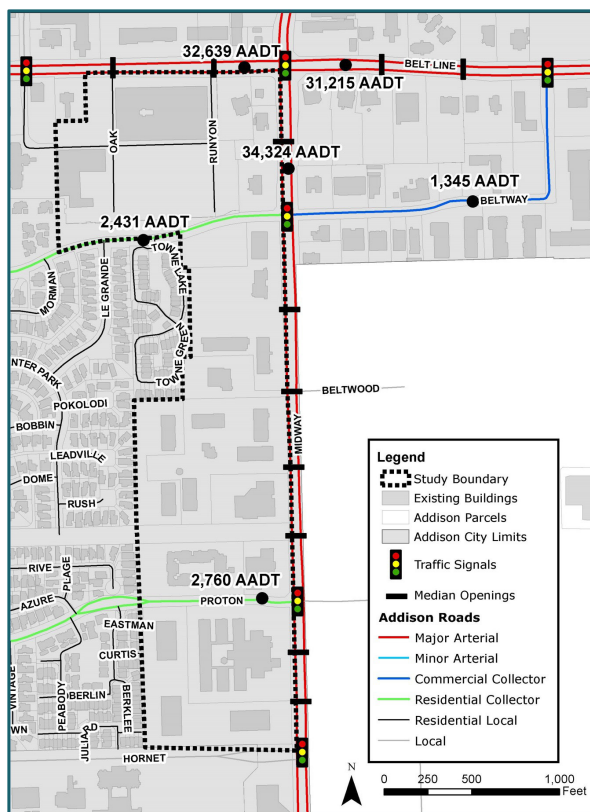 32,639 AADT
BELT LINE
31,215 AADT
OAK
RUNYON
34,324 AADT
1,345 AADT
BELTWAY
2,431 AADT
TOWNE LAKE
MORMAN
LE GRANDE
TOWNE GREEN
NTER PARK
BELTWOOD
POKOLODI
BOBBIN
MIDWAY
LEADVILLE
DOME
RUSH
RIVE
PLAGE
2,760 AADT
AZURE
PROTON
EASTMAN
CURTIS
VINTAGE
PEABODY
BERLIN
BERKLEE
WN
JULIARD
HORNET
Legend
Study Boundary
Existing Buildings
Addison Parcels
Addison City Limits
Traffic Signals
Median Openings
Addison Roads
Major Arterial
Minor Arterial
Commercial Collector
Residential Collector
Residential Local
Local
N
0 250 500 1,000
Feet